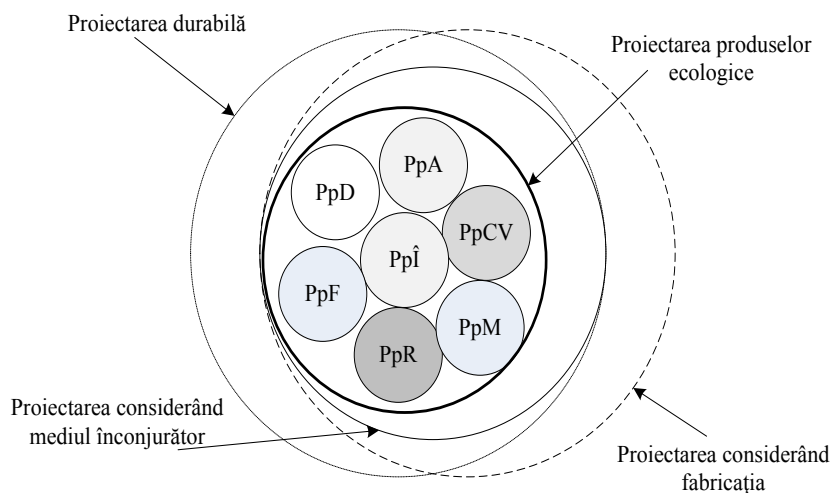 Proiectarea durabilă
Proiectarea produselor
ecologice
PpA
PpD
PpCV
PpÎ
PpF
PpM
PpR
Proiectarea considerând
mediul înconjurător
Proiectarea considerând
fabricația